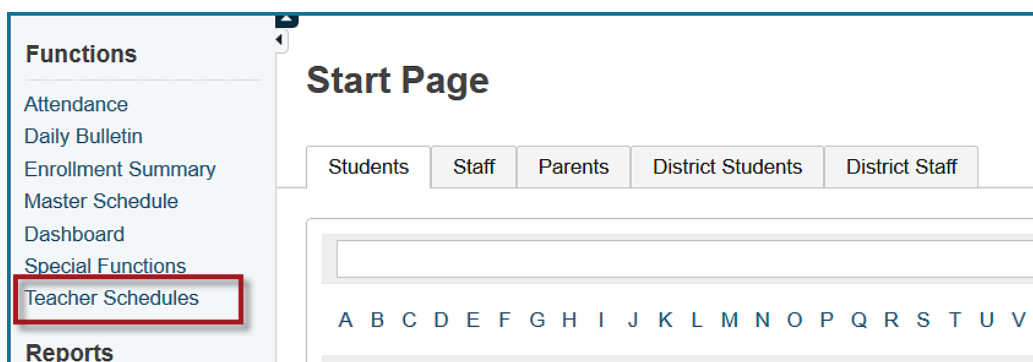 Functions
Attendance
Daily Bulletin
Enrollment Summary
Master Schedule
Dashboard
Special Functions
Teacher Schedules
Reports
Start Page
Students Staff Parents District Students District Staff
A B C D E F G H I J K L M N O P Q R S T U V